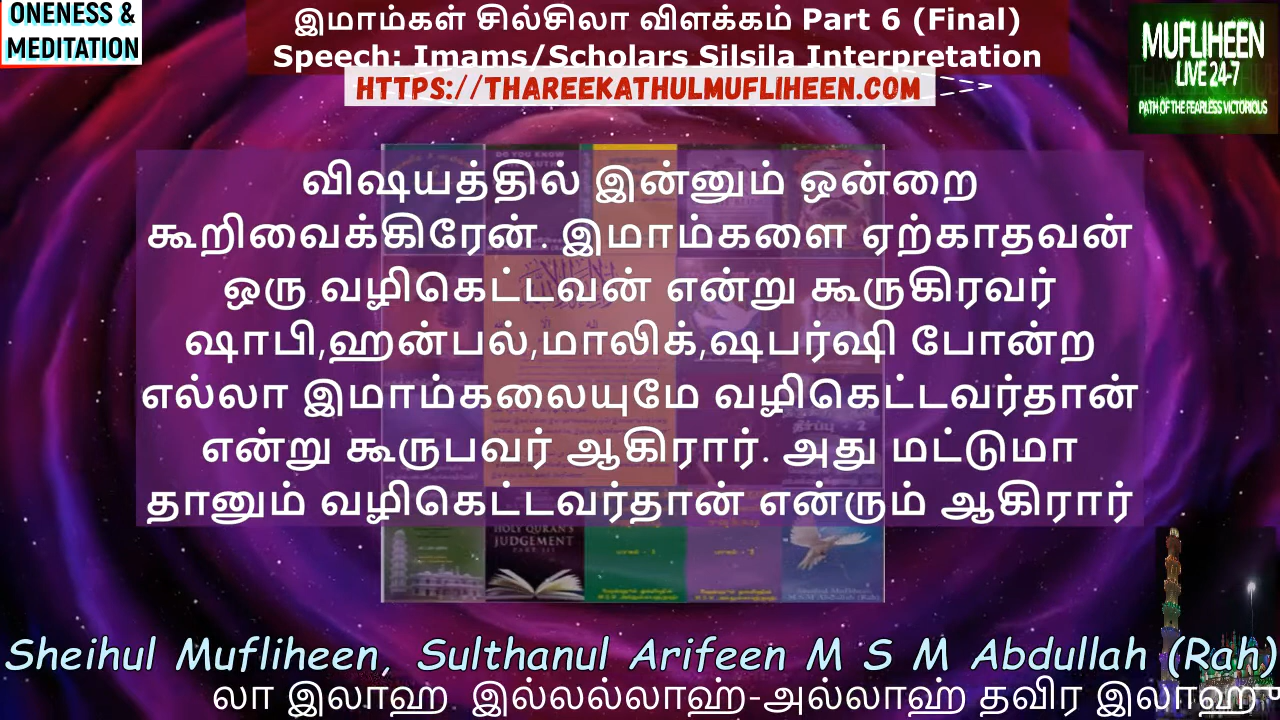 ONENESS &
MEDITATION
இமாம்கள் சில்சிலா விளக்கம் Part 6 (Final)
Speech: Imams/Scholars Silsila Interpretation
HTTPS://THAREEKATHULMUFLIHEEN.COM
MUFLIHEEN
LIVE 24-7
PATH OF THE FEARLESS VICTORIOUS
விஷயத்தில் இன்னும் ஒன்றை
கூறிவைக்கிரேன். இமாம்களை ஏற்காதவன்
ஒரு வழிகெட்டவன் என்று கூருகிரவர்
ஷாபி,ஹன்பல்,மாலிக்,ஷபர்ஷி போன்ற
எல்லா இமாம்கலையுமே வழிகெட்டவர்தான்
என்று கூருபவர் ஆகிரார். அது மட்டுமா
தானும் வழிகெட்டவர்தான் என்ரும் ஆகிரார்
தீர்ப்பு - 2
HOLY QURAN'S
JUDGEMENT
PART III
Sheihul Mufliheen, Sulthanul Arifeen M S M Abdullah (Rah)
லா இலாஹ இல்லல்லாஹ்-அல்லாஹ் தவிர இலாஹ்